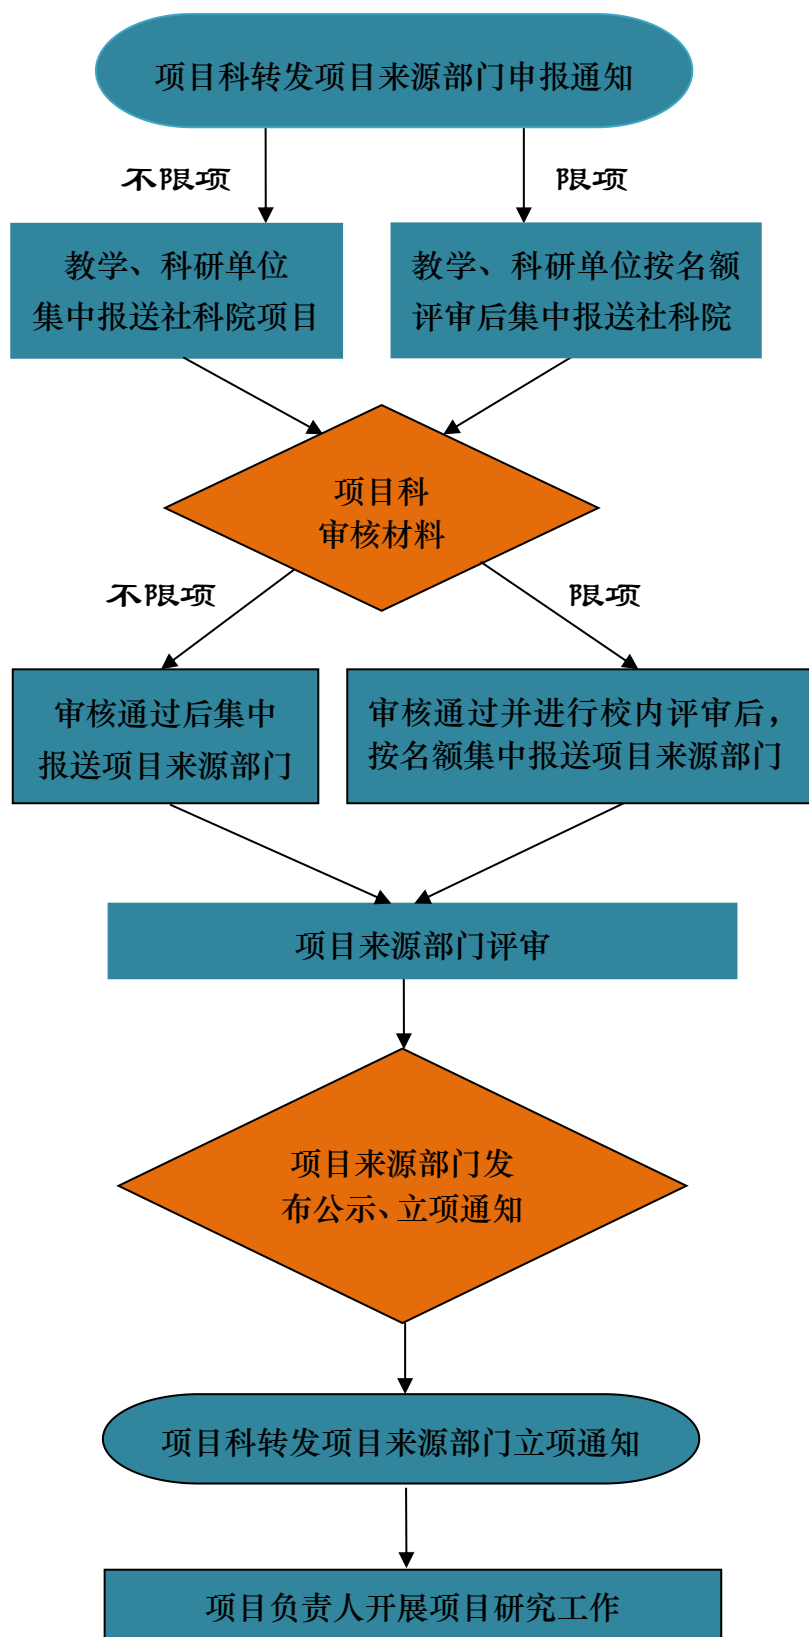 项目科转发项目来源部门申报通知
不限项
限项
教学、科研单位
集中报送社科院项目
教学、科研单位按名额
评审后集中报送社科院
项目科
审核材料
不限项
限项
审核通过后集中
报送项目来源部门
审核通过并进行校内评审后，
按名额集中报送项目来源部门
项目来源部门评审
项目来源部门发
布公示、立项通知
项目科转发项目来源部门立项通知
项目负责人开展项目研究工作